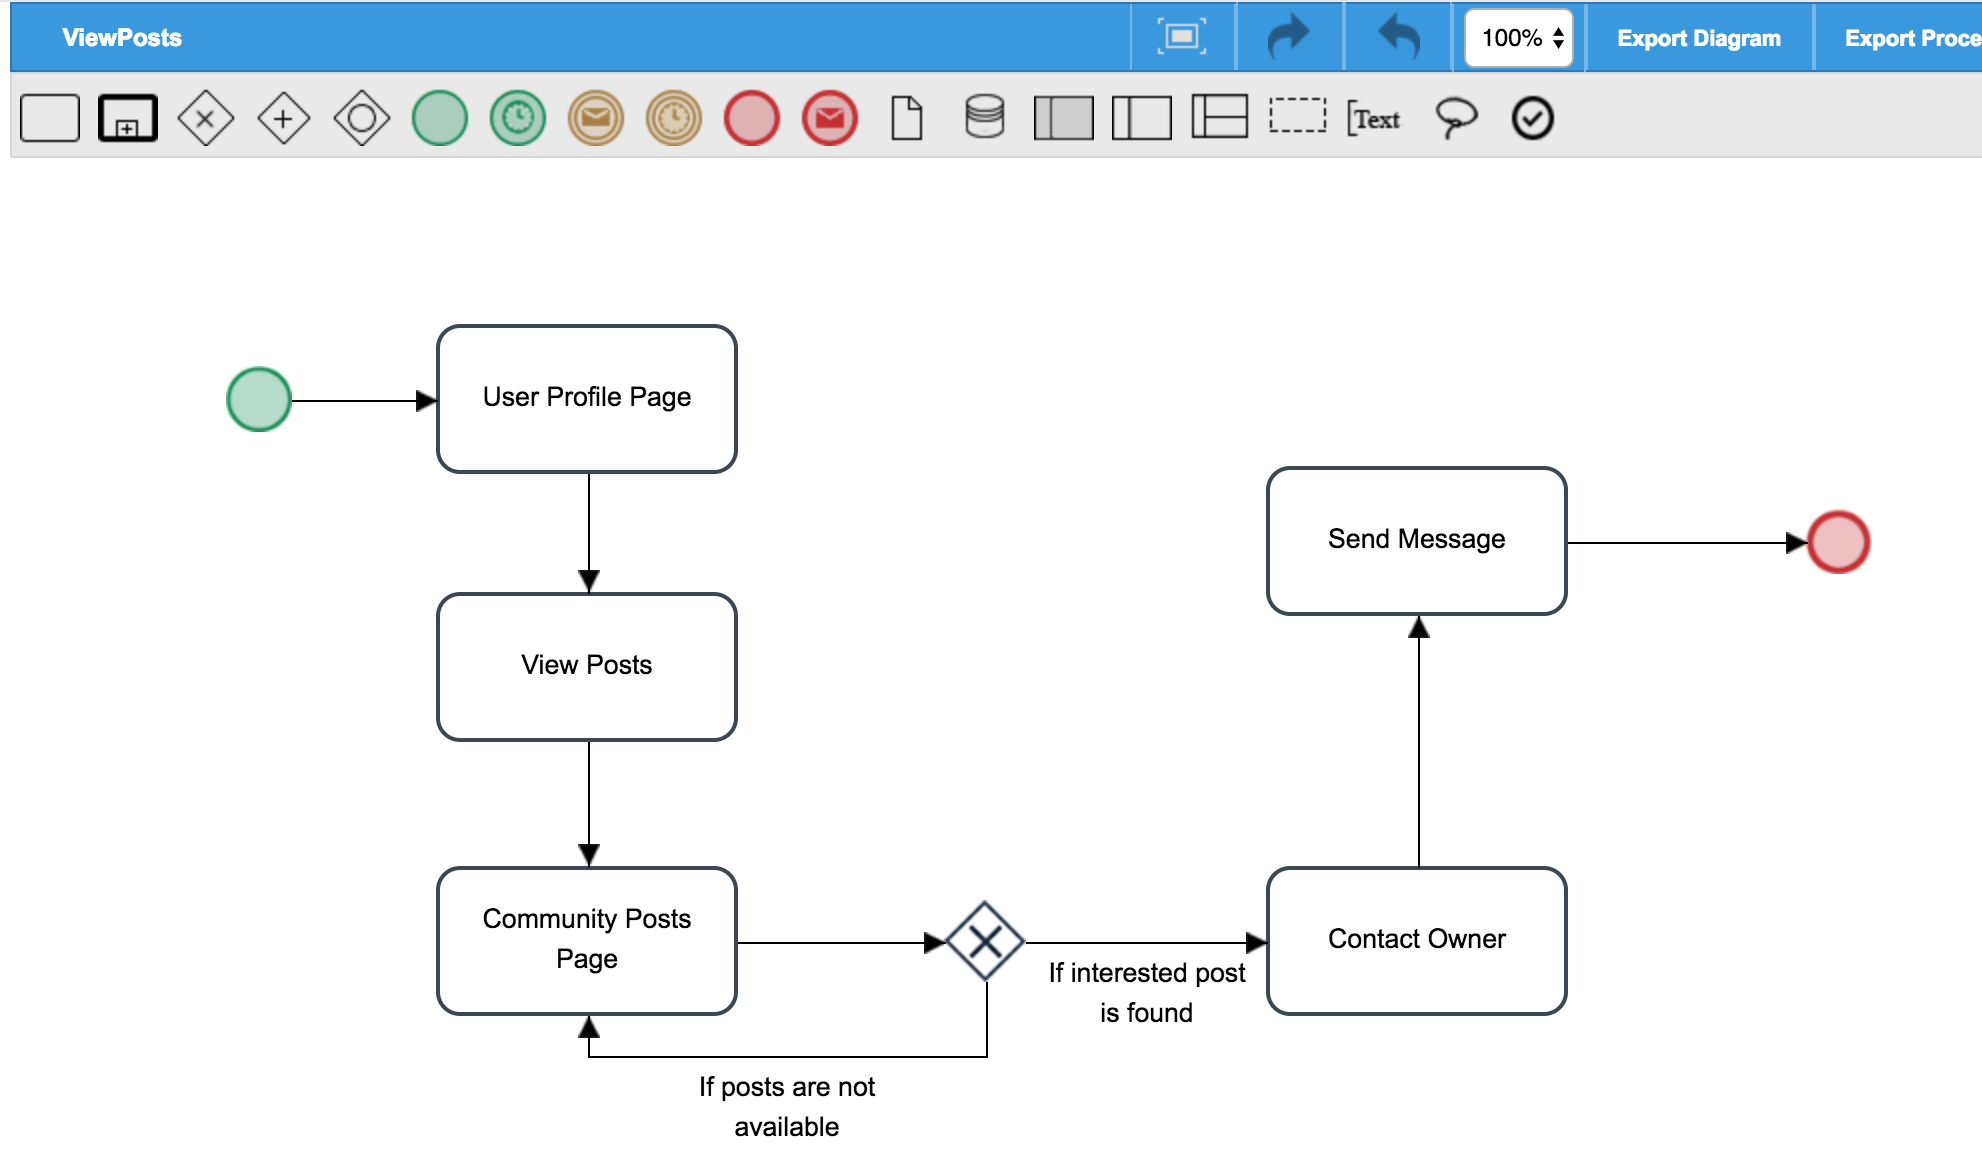 ViewPosts
100%
Export Diagram
Export Proce
Text
User Profile Page
View Posts
Community Posts
Page
If interested post
is found
If posts are not
available
Contact Owner
Send Message